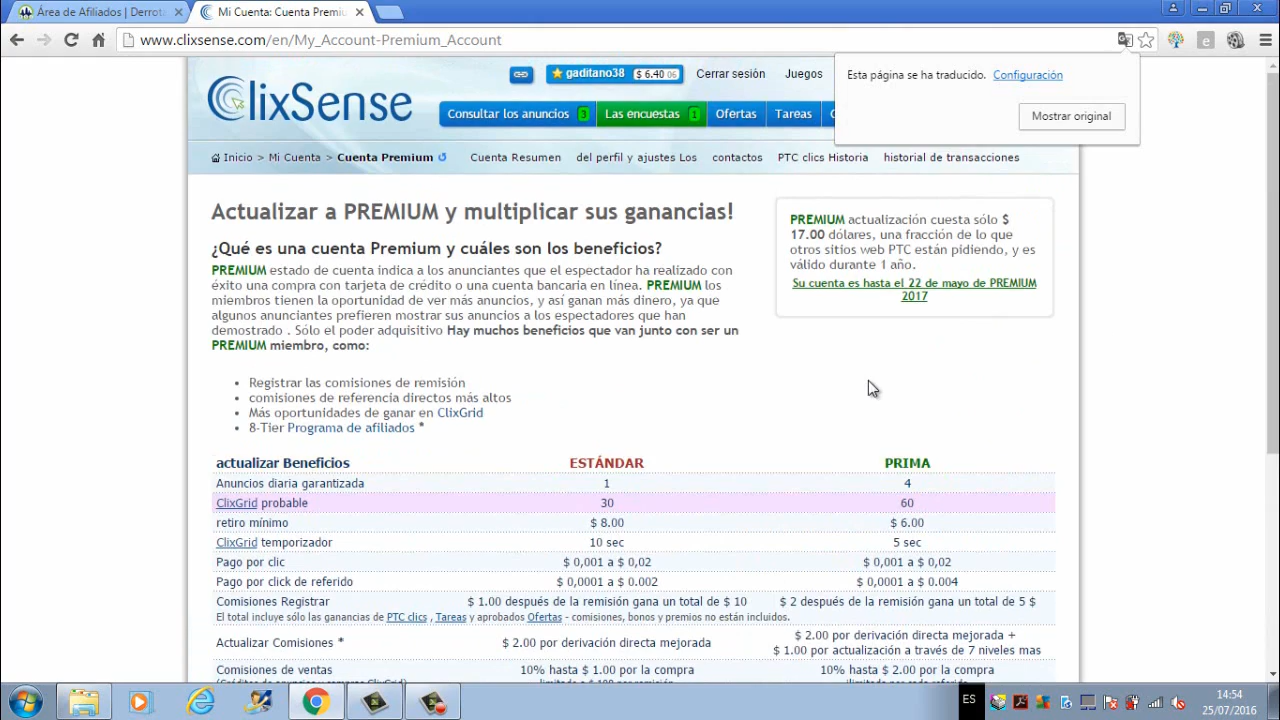 Área de Afiliados | Derrota
Mi Cuenta: Cuenta Premiu
www.clixsense.com/en/My_Account-Premium_Account
Esta página se ha traducido. Configuración
Mostrar original
ClixSense
gaditano38 $ 6.40 06 Cerrar sesión Juegos
Consultar los anuncios 3 Las encuestas 1 Ofertas Tareas
Inicio > Mi Cuenta > Cuenta Premium Cuenta Resumen del perfil y ajustes Los contactos PTC clics Historia historial de transacciones
Actualizar a PREMIUM y multiplicar sus ganancias!
¿Qué es una cuenta Premium y cuáles son los beneficios?
PREMIUM estado de cuenta indica a los anunciantes que el espectador ha realizado con
éxito una compra con tarjeta de crédito o una cuenta bancaria en línea. PREMIUM los
miembros tienen la oportunidad de ver más anuncios, y así ganan más dinero, ya que
algunos anunciantes prefieren mostrar sus anuncios a los espectadores que han
demostrado . Sólo el poder adquisitivo Hay muchos beneficios que van junto con ser un
PREMIUM miembro, como:
PREMIUM actualización cuesta sólo $
17.00 dólares, una fracción de lo que
otros sitios web PTC están pidiendo, y es
válido durante 1 año.
Su cuenta es hasta el 22 de mayo de PREMIUM
2017
• Registrar las comisiones de remisión
• comisiones de referencia directos más altos
• Más oportunidades de ganar en ClixGrid
• 8-Tier Programa de afiliados *
actualizar Beneficios ESTÁNDAR PRIMA
Anuncios diaria garantizada 1 4
ClixGrid probable 30 60
retiro mínimo $ 8.00 $ 6.00
ClixGrid temporizador 10 sec 5 sec
Pago por clic $ 0,001 a $ 0,02 $ 0,001 a $ 0,02
Pago por click de referido $ 0,0001 a $ 0.002 $ 0,0001 a $ 0.004
Comisiones Registrar $ 1.00 después de la remisión gana un total de $ 10 $ 2 después de la remisión gana un total de 5 $
El total incluye sólo las ganancias de PTC clics , Tareas y aprobados Ofertas - comisiones, bonos y premios no están incluidos.
Actualizar Comisiones * $ 2.00 por derivación directa mejorada $ 2.00 por derivación directa mejorada +
$ 1.00 por actualización a través de 7 niveles mas
Comisiones de ventas 10% hasta $ 1.00 por la compra 10% hasta $ 2.00 por la compra
ES
14:54
25/07/2016